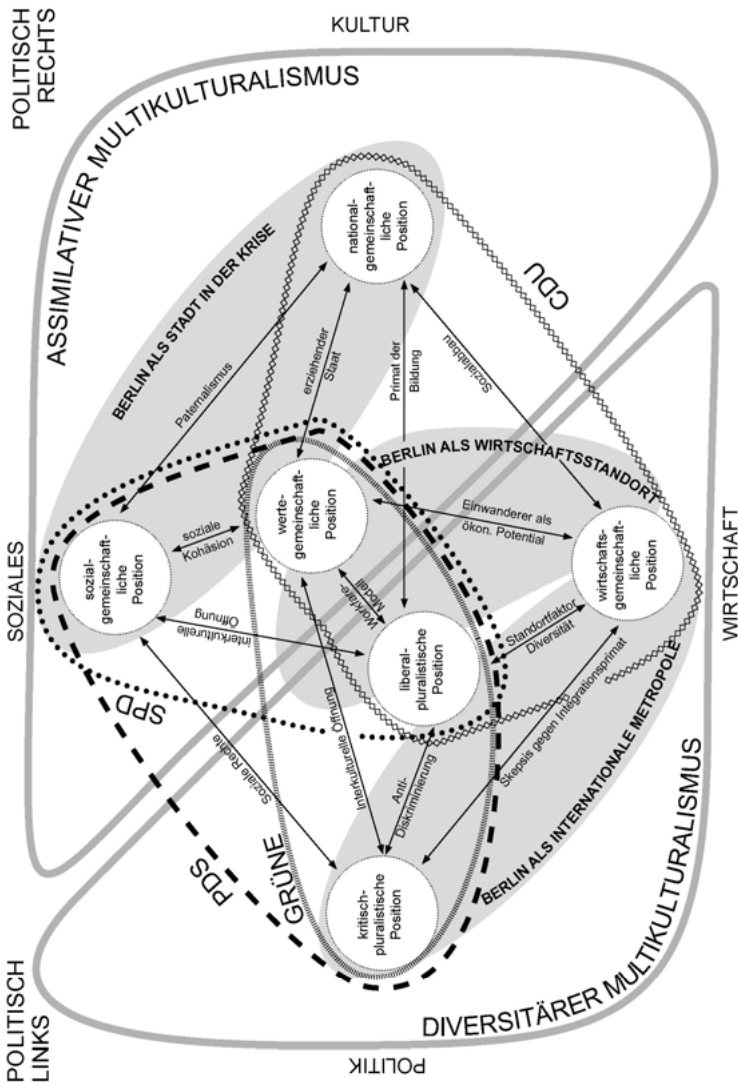 POLITISCH
LINKS
SOZIALES
POLITISCH
RECHTS
ASSIMILATIVER MULTIKULTURALISMUS
KULTUR
POLITIK
WIRTSCHAFT
DIVERSITÄRER MULTIKULTURALISMUS
BERLIN ALS STADT IN DER KRISE
BERLIN ALS WIRTSCHAFTSSTANDORT
BERLIN ALS INTERNATIONALE METROPOLE
PDS
SPD
GRÜNE
CDU
sozial-
gemeinschaft-
liche
Position
national-
gemeinschaft-
liche
Position
werte-
gemeinschaft-
liche
Position
liberal-
pluralistische
Position
kritisch-
pluralistische
Position
wirtschafts-
gemeinschaft-
liche
Position
Paternalismus
erziehender
Staat
soziale
Kohäsion
interkulturelle
Öffnung
Soziale Rechte
Interkulturelle Öffnung
Workfare-
Modell
Primat der
Bildung
Sozialabbau
Einwanderer als
ökon. Potential
Anti-
Diskriminierung
Standortfaktor
Diversität
Skepsis gegen Integrationsprimat